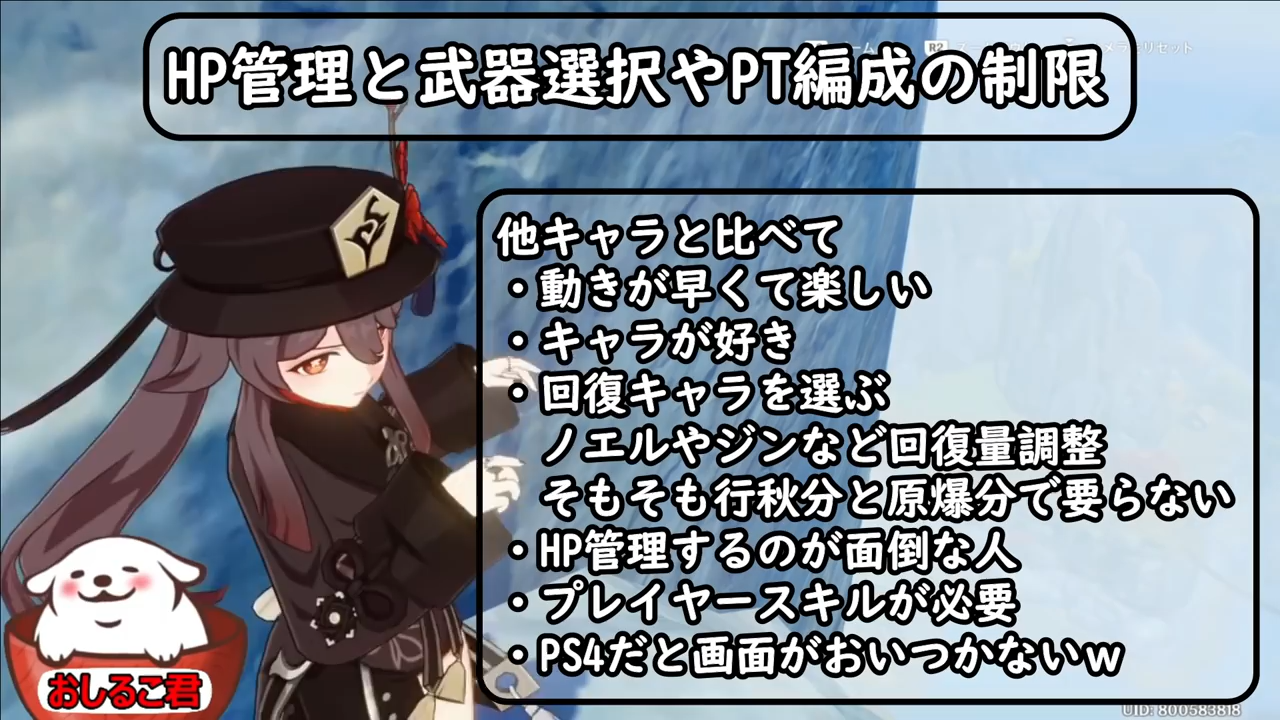 HP管理と武器選択やPT編成の制限
R2
リセット
他キャラと比べて
・動きが早くて楽しい
・キャラが好き
・回復キャラを選ぶ
ノエルやジンなど回復量調整
そもそも行秋分と原爆分で要らない
・HP管理するのが面倒な人
・プレイヤースキルが必要
・PS4だと画面がおいつかないｗ
おしるこ君
UID: 800583818